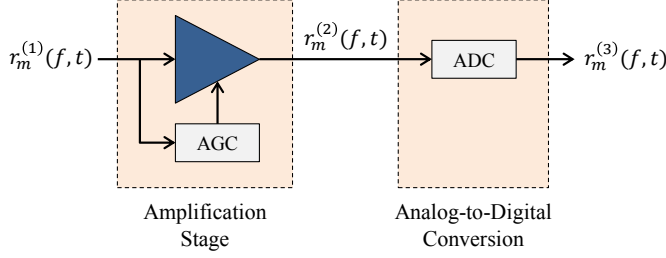 r_m^{(1)}(f,t)
r_m^{(2)}(f,t)
ADC
r_m^{(3)}(f,t)
AGC
Amplification
Stage
Analog-to-Digital
Conversion